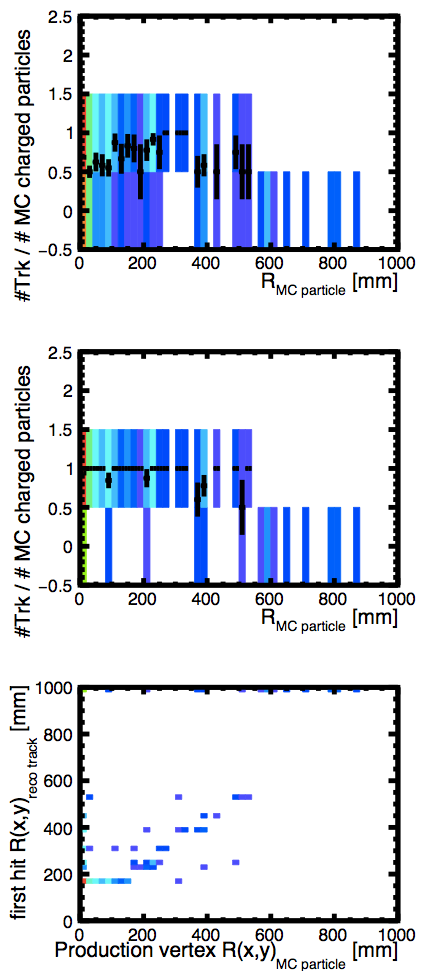 #Trk / # MC charged particles
2.5
2
1.5
1
0.5
0
−0.5
0 200 400 600 800 1000
R MC particle [mm]
#Trk / # MC charged particles
2.5
2
1.5
1
0.5
0
−0.5
0 200 400 600 800 1000
R MC particle [mm]
first hit R(x,y) reco track [mm]
1000
800
600
400
200
0
0 200 400 600 800 1000
Production vertex R(x,y) MC particle [mm]